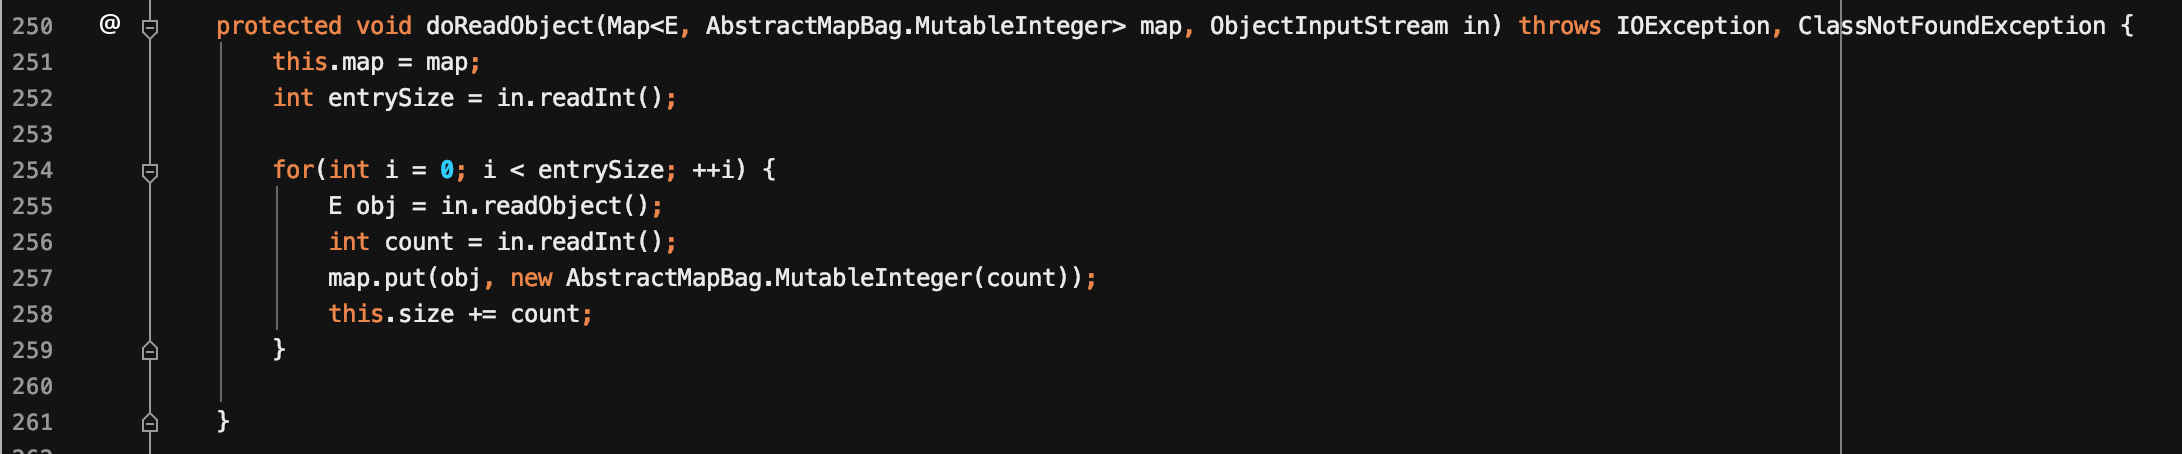 250 @ protected void doReadObject(Map<E, AbstractMapBag.MutableInteger> map, ObjectInputStream in) throws IOException, ClassNotFoundException {
251 this.map = map;
252 int entrySize = in.readInt();
253
254 for(int i = 0; i < entrySize; ++i) {
255 E obj = in.readObject();
256 int count = in.readInt();
257 map.put(obj, new AbstractMapBag.MutableInteger(count));
258 this.size += count;
259 }
260
261 }